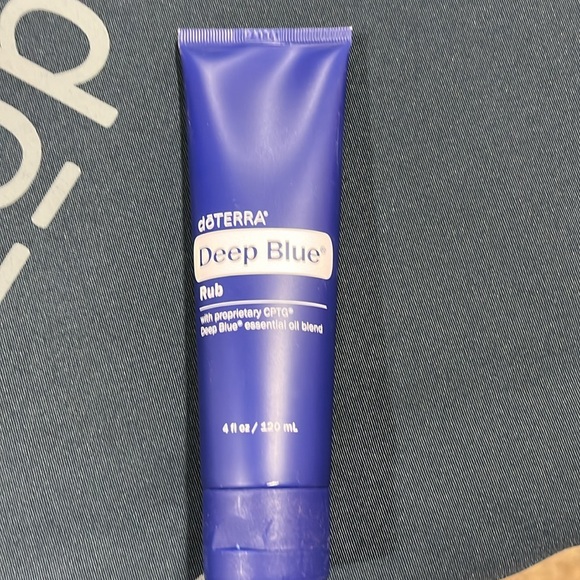 dōTERRA®
Deep Blue®
Rub
with proprietary CPTG®
Deep Blue® essential oil blend
4 fl oz / 120 mL